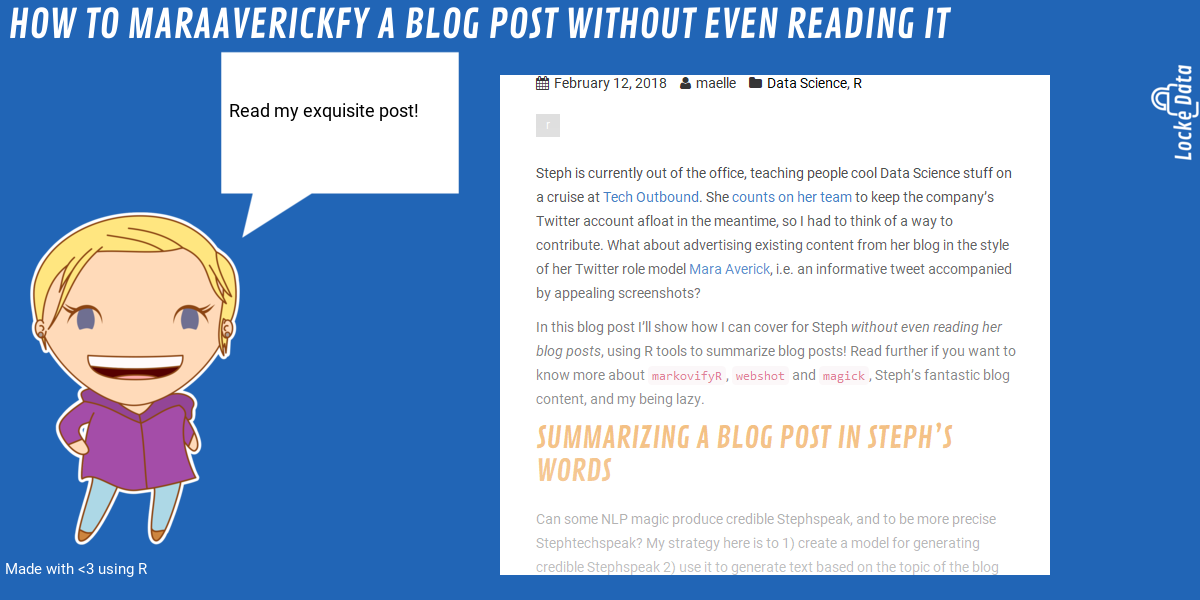 HOW TO MARAAVERICKFY A BLOG POST WITHOUT EVEN READING IT
Read my exquisite post!
February 12, 2018 maelle Data Science, R
r
Steph is currently out of the office, teaching people cool Data Science stuff on
a cruise at Tech Outbound. She counts on her team to keep the company’s
Twitter account afloat in the meantime, so I had to think of a way to
contribute. What about advertising existing content from her blog in the style
of her Twitter role model Mara Averick, i.e. an informative tweet accompanied
by appealing screenshots?
In this blog post I’ll show how I can cover for Steph without even reading her
blog posts, using R tools to summarize blog posts! Read further if you want to
know more about markovifyR, webshot and magick, Steph’s fantastic blog
content, and my being lazy.
SUMMARIZING A BLOG POST IN STEPH’S
WORDS
Can some NLP magic produce credible Stephspeak, and to be more precise
Stephtechspeak? My strategy here is to 1) create a model for generating
credible Stephspeak 2) use it to generate text based on the topic of the blog
Locke Data
Made with <3 using R